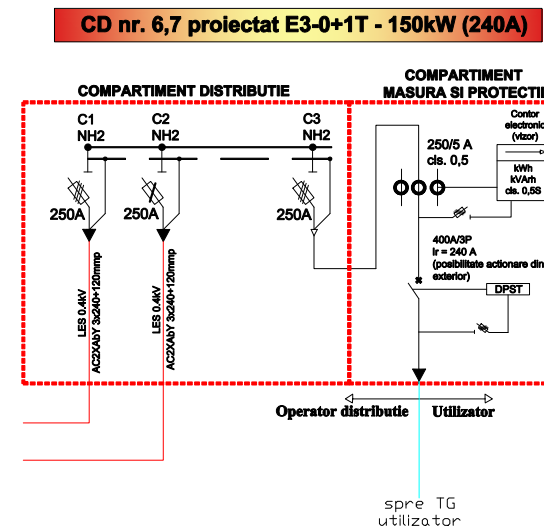 CD nr. 6,7 proiectat E3-0+1T - 150kW (240A)
COMPARTIMENT DISTRIBUTIE
COMPARTIMENT
MASURA SI PROTECTIE
C1
NH2
C2
NH2
C3
NH2
250A
250A
250A
LES 0.4kV
AC2XAbY 3x240+120mmp
LES 0.4kV
AC2XAbY 3x240+120mmp
250/5 A
cls. 0,5
Contor
electronic
(vizor)
kWh
kVArh
cls. 0,5S
400A/3P
Ir = 240 A
(posibilitate actionare din
exterior)
DPST
Operator distributie
Utilizator
spre TG
utilizator